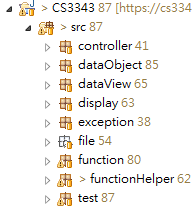 > CS3343 87 [https://cs334
> src 87
controller 41
dataObject 85
dataView 65
display 63
exception 38
file 54
function 80
> functionHelper 62
test 87